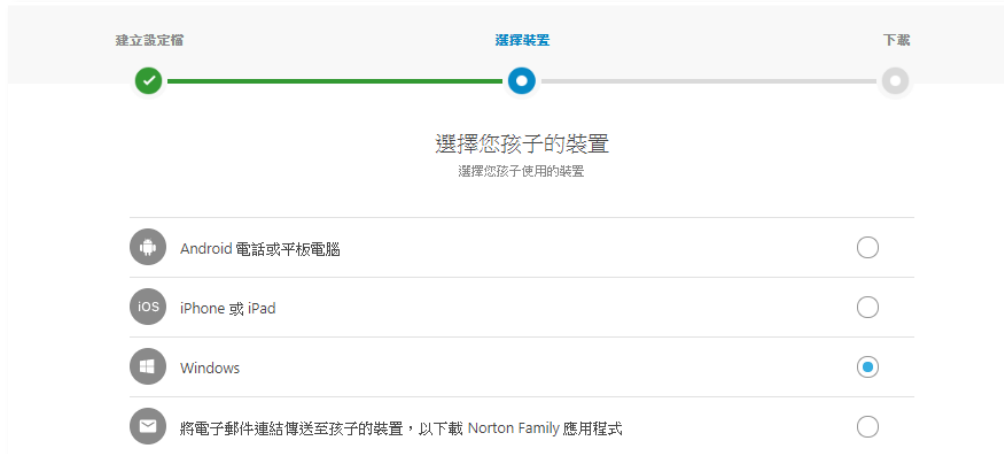 建立設定檔 選擇裝置 下載
選擇您孩子的裝置
選擇您孩子使用的裝置
Android 電話或平板電腦
iOS iPhone 或 iPad
Windows
將電子郵件連結傳送至孩子的裝置，以下載 Norton Family 應用程式